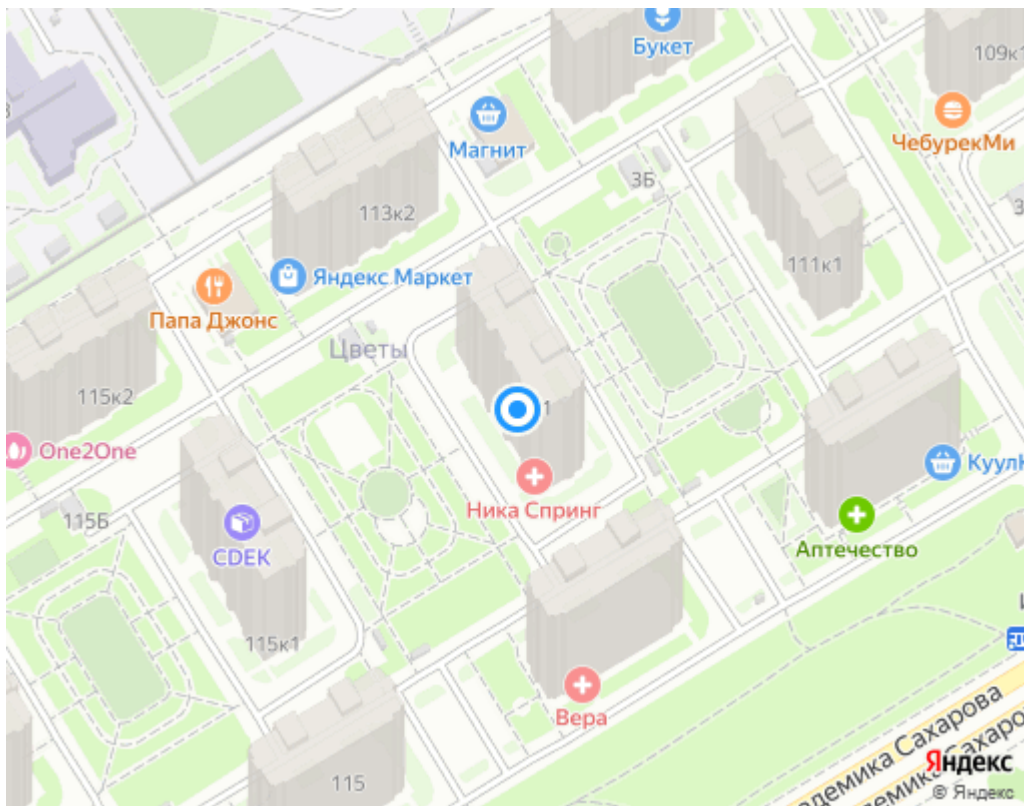 Букет
109к1
ЧебурекМи
Магнит
3Б
113к2
111к1
Яндекс Маркет
Папа Джонс
Цветы
115к2
1
One2One
КуулК
Ника Спринг
115Б
CDEK
Аптечество
115к1
Вера
115
Академика Сахарова
Яндекс
© Яндекс